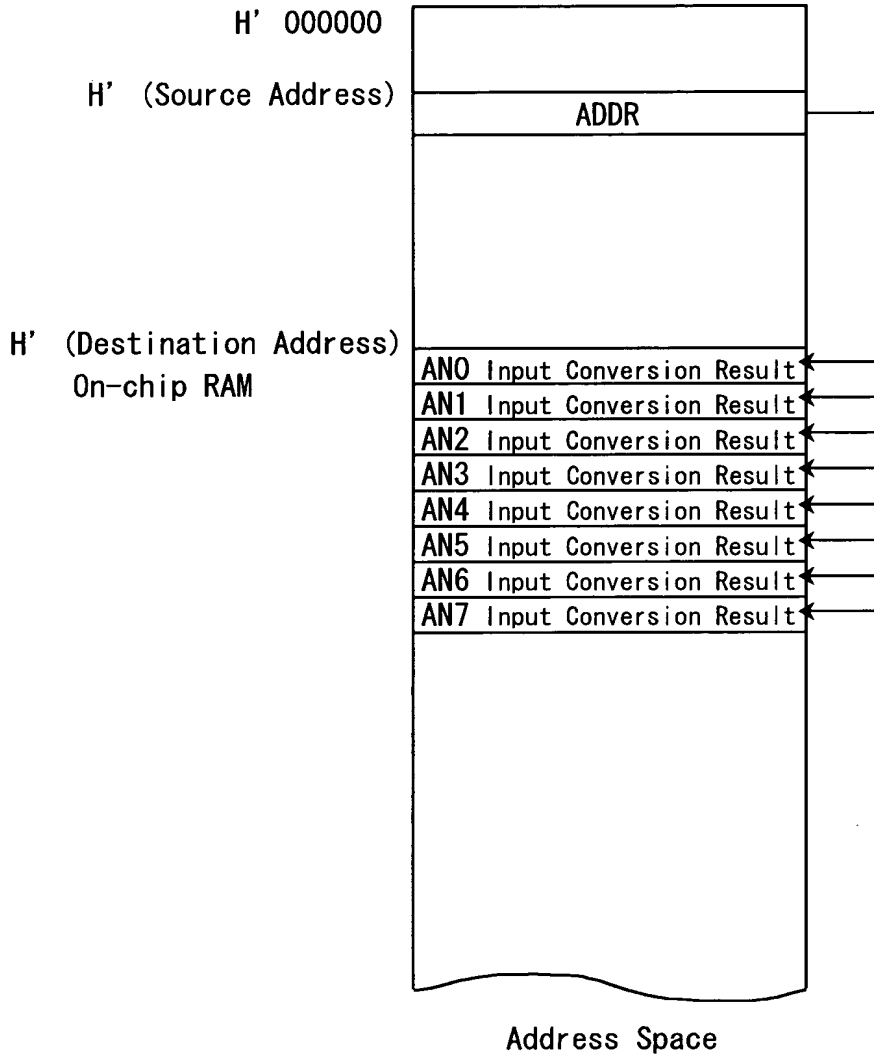 H' 000000
H' (Source Address)
ADDR
H' (Destination Address)
On-chip RAM
AN0 Input Conversion Result
AN1 Input Conversion Result
AN2 Input Conversion Result
AN3 Input Conversion Result
AN4 Input Conversion Result
AN5 Input Conversion Result
AN6 Input Conversion Result
AN7 Input Conversion Result
Address Space